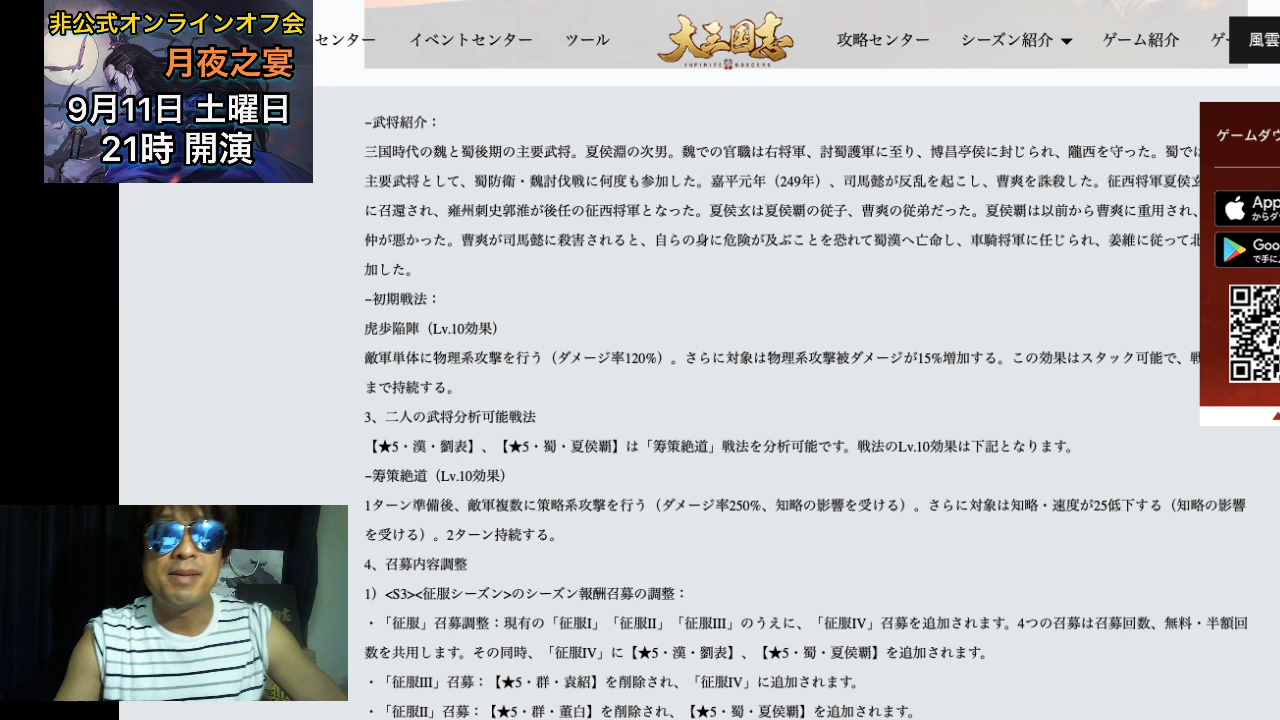 非公式オンラインオフ会
月夜之宴
9月11日 土曜日
21時 開演
センター イベントセンター ツール 大三国志 攻略センター シーズン紹介 ゲーム紹介 ゲー 風雲
INFINITE BORDERS
ゲームダウ
App
からダ
Goo
で手に入
–武将紹介：
三国時代の魏と蜀後期の主要武将。夏侯淵の次男。魏での官職は右将軍、討蜀護軍に至り、博昌亭侯に封じられ、隴西を守った。蜀では
主要武将として、蜀防衛・魏討伐戦に何度も参加した。嘉平元年（249年）、司馬懿が反乱を起こし、曹爽を誅殺した。征西将軍夏侯玄
に召還され、雍州刺史郭淮が後任の征西将軍となった。夏侯玄は夏侯覇の従子、曹爽の従弟だった。夏侯覇は以前から曹爽に重用され、
仲が悪かった。曹爽が司馬懿に殺害されると、自らの身に危険が及ぶことを恐れて蜀漢へ亡命し、車騎将軍に任じられ、姜維に従って北
加した。
–初期戦法：
虎歩陥陣（Lv.10効果）
敵軍単体に物理系攻撃を行う（ダメージ率120%）。さらに対象は物理系攻撃被ダメージが15%増加する。この効果はスタック可能で、戦
まで持続する。
3、二人の武将分析可能戦法
【★5・漢・劉表】、【★5・蜀・夏侯覇】は「籌策絶道」戦法を分析可能です。戦法のLv.10効果は下記となります。
–籌策絶道（Lv.10効果）
1ターン準備後、敵軍複数に策略系攻撃を行う（ダメージ率250%、知略の影響を受ける）。さらに対象は知略・速度が25低下する（知略の影響
を受ける）。2ターン持続する。
4、召募内容調整
1）<S3><征服シーズン>のシーズン報酬召募の調整：
・「征服」召募調整：現有の「征服I」「征服II」「征服III」のうえに、「征服IV」召募を追加されます。4つの召募は召募回数、無料・半額回
数を共用します。その同時、「征服IV」に【★5・漢・劉表】、【★5・蜀・夏侯覇】を追加されます。
・「征服III」召募：【★5・群・袁紹】を削除され、「征服IV」に追加されます。
・「征服II」召募：【★5・群・董白】を削除され、【★5・蜀・夏侯覇】を追加されます。